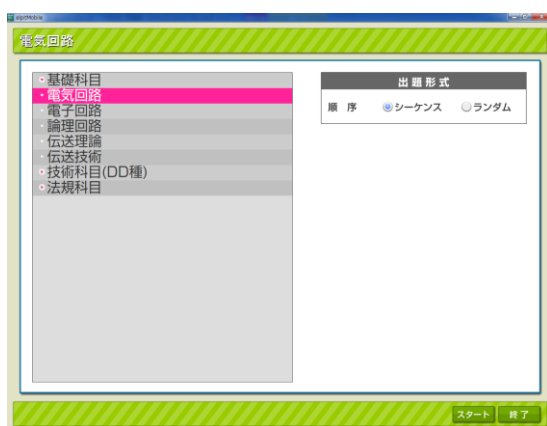 elpitMobile
電気回路
基礎科目
・電気回路
・電子回路
・論理回路
・伝送理論
・伝送技術
技術科目(DD種)
法規科目
出題形式
順 序 シーケンス ランダム
スタート 終了